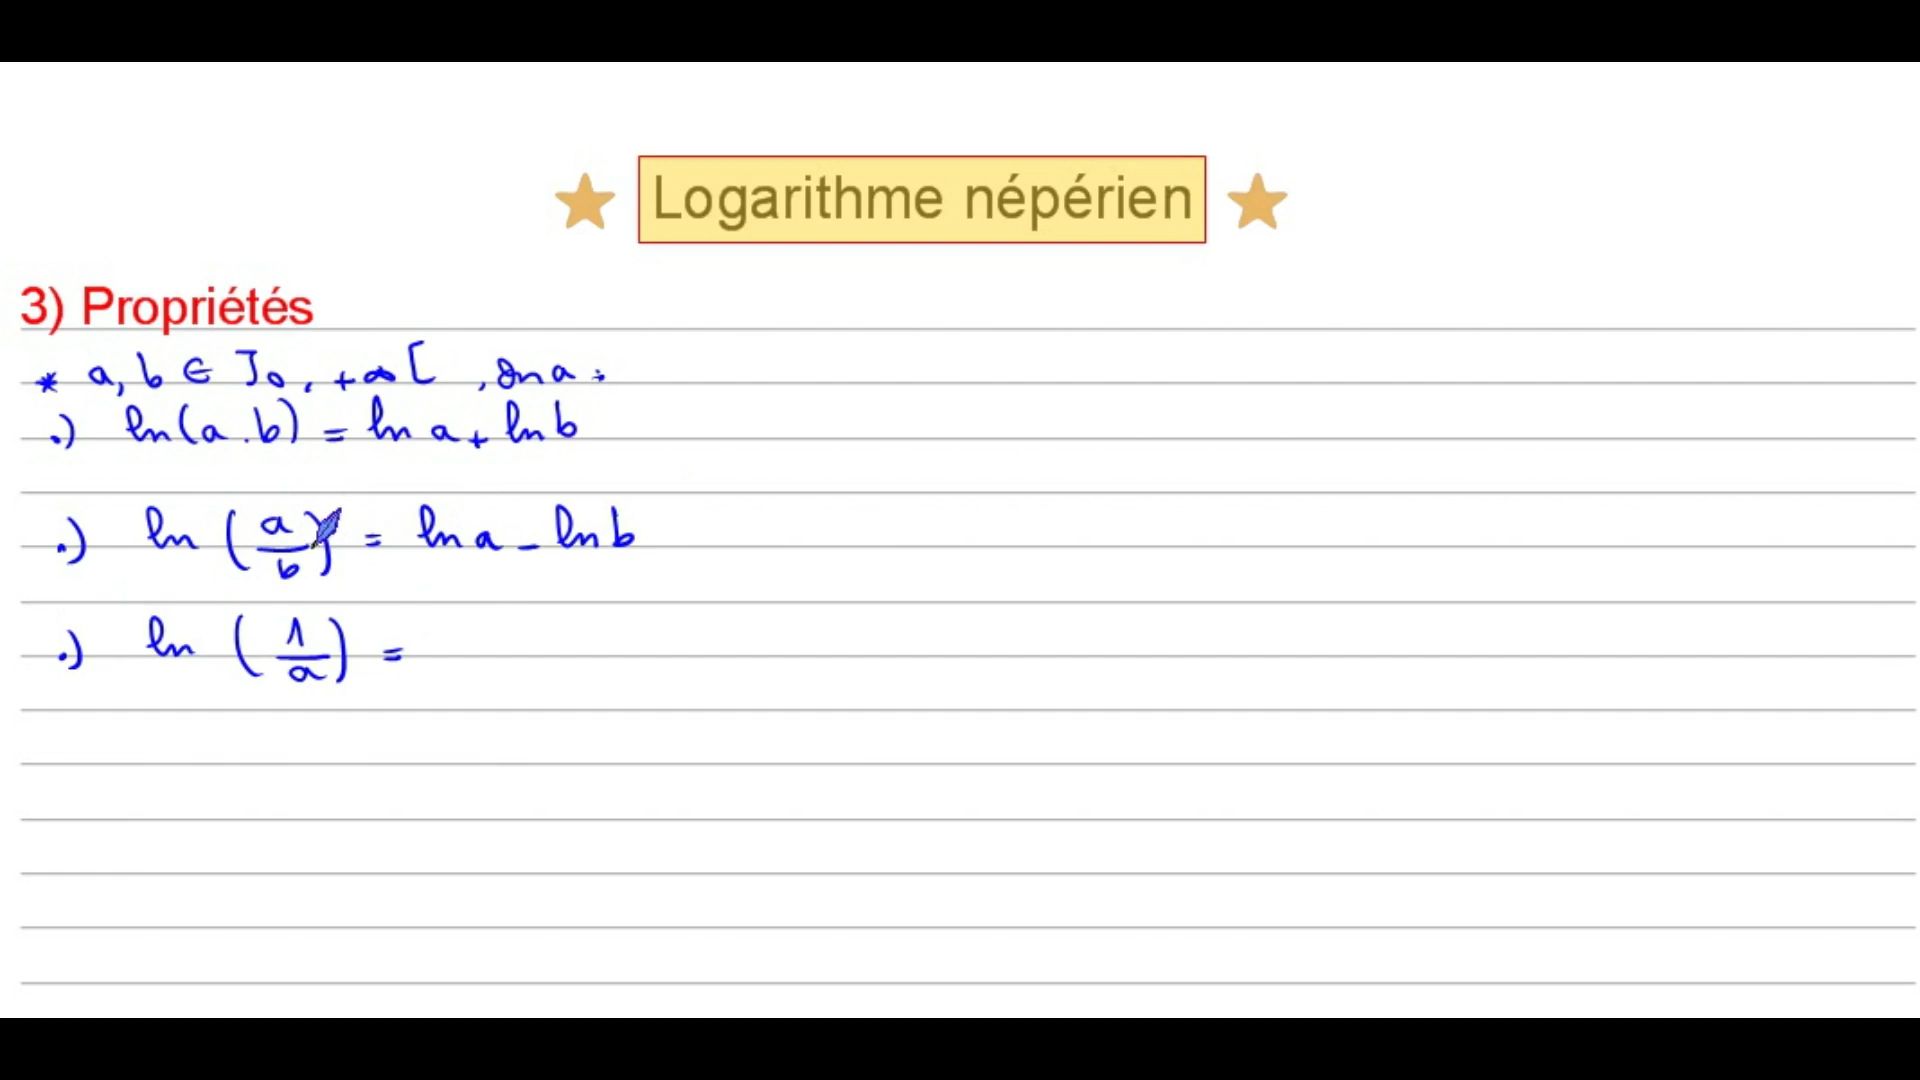 Logarithme népérien
3) Propriétés
* a, b ∈ ]0, +∞[ , on a :
.) ln(a.b) = ln a + ln b
.) ln (a/b) = ln a - ln b
.) ln (1/a) =